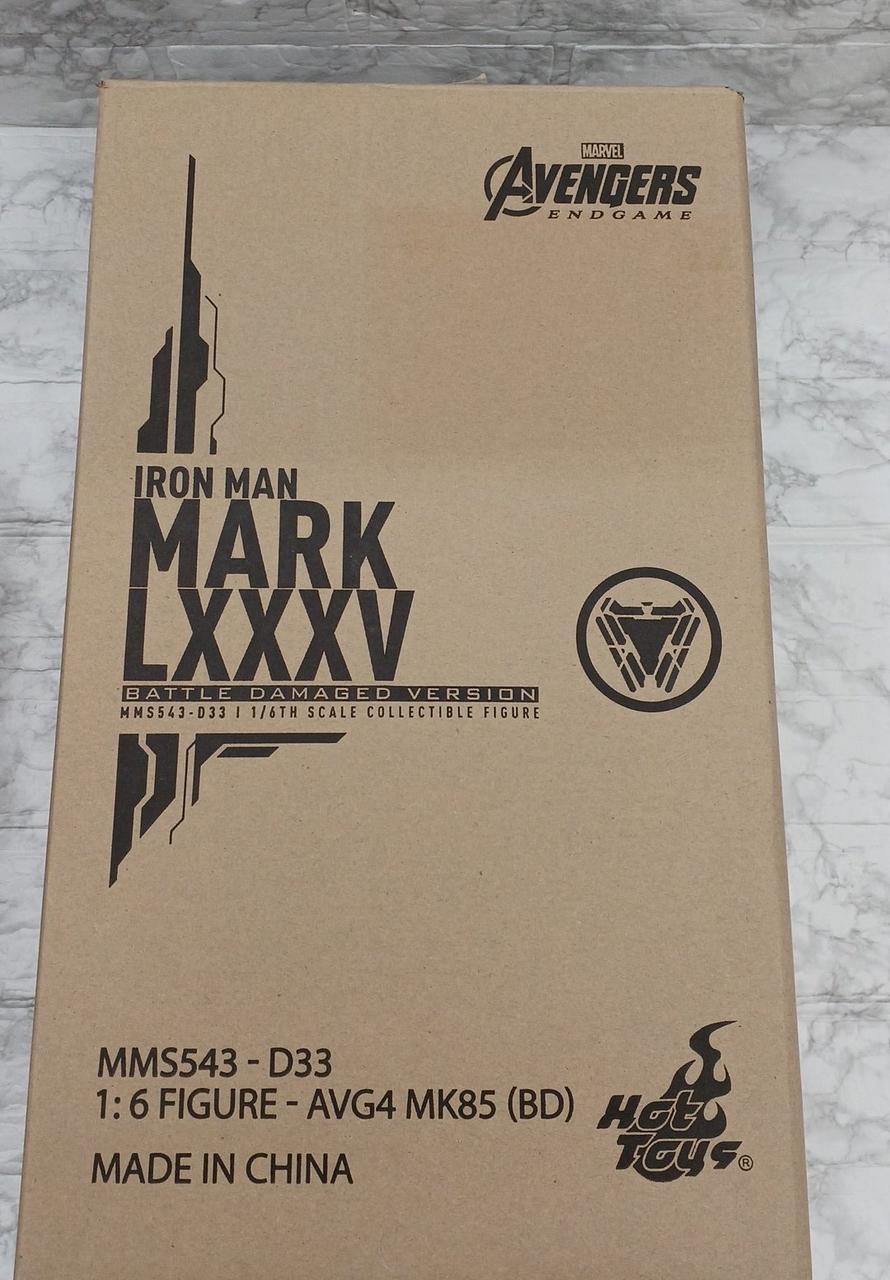 MARVEL
AVENGERS
ENDGAME
IRON MAN
MARK
LXXXV
BATTLE DAMAGED VERSION
MMS543-D33 | 1/6TH SCALE COLLECTIBLE FIGURE
MMS543 - D33
1: 6 FIGURE - AVG4 MK85 (BD)
MADE IN CHINA
Hot
Toys®